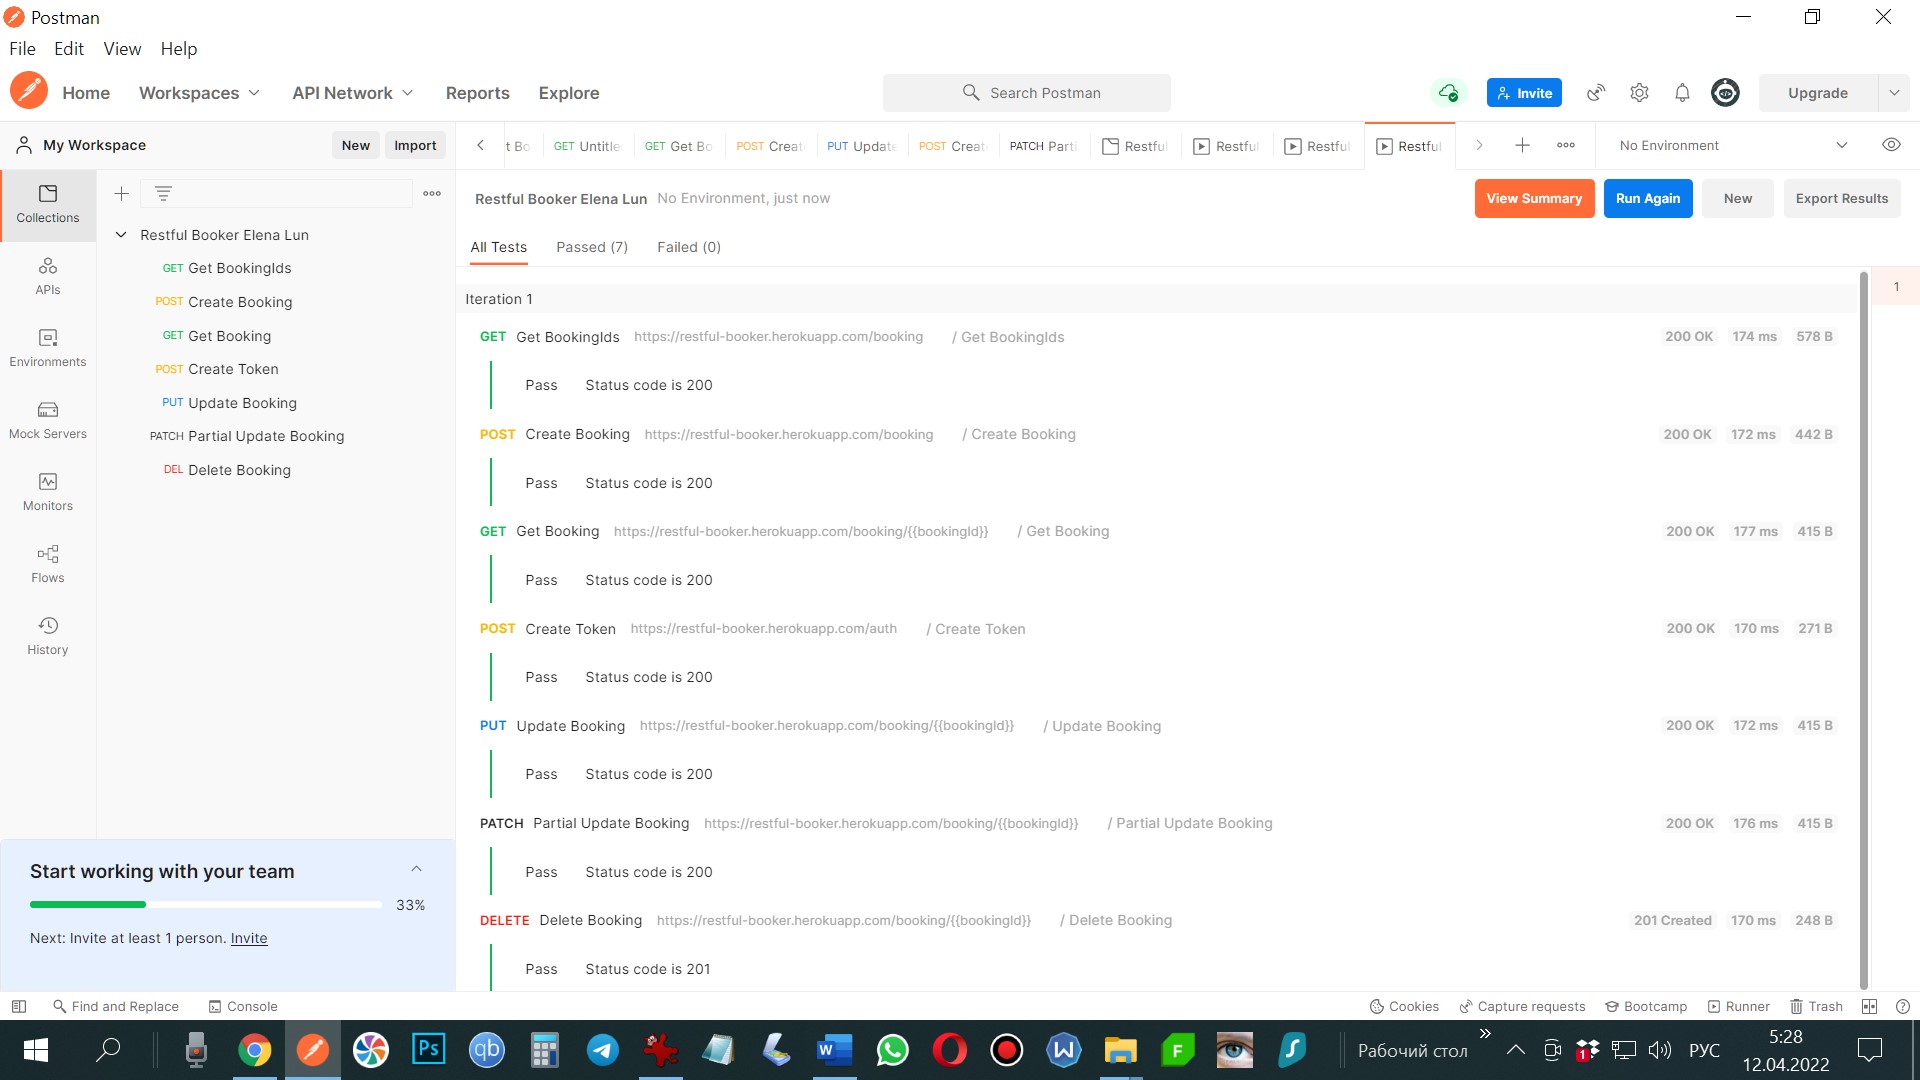 Postman
File Edit View Help
Home Workspaces API Network Reports Explore Search Postman Invite Upgrade
My Workspace New Import
t Bo GET Untitle GET Get Bo POST Creat PUT Update POST Creat PATCH Parti Restful Restful Restful Restful No Environment
Restful Booker Elena Lun No Environment, just now View Summary Run Again New Export Results
All Tests Passed (7) Failed (0)
Collections
APIs
Environments
Mock Servers
Monitors
Flows
History
Restful Booker Elena Lun
GET Get BookingIds
POST Create Booking
GET Get Booking
POST Create Token
PUT Update Booking
PATCH Partial Update Booking
DEL Delete Booking
Iteration 1
1
GET Get BookingIds https://restful-booker.herokuapp.com/booking / Get BookingIds 200 OK 174 ms 578 B
Pass Status code is 200
POST Create Booking https://restful-booker.herokuapp.com/booking / Create Booking 200 OK 172 ms 442 B
Pass Status code is 200
GET Get Booking https://restful-booker.herokuapp.com/booking/{{bookingId}} / Get Booking 200 OK 177 ms 415 B
Pass Status code is 200
POST Create Token https://restful-booker.herokuapp.com/auth / Create Token 200 OK 170 ms 271 B
Pass Status code is 200
PUT Update Booking https://restful-booker.herokuapp.com/booking/{{bookingId}} / Update Booking 200 OK 172 ms 415 B
Pass Status code is 200
PATCH Partial Update Booking https://restful-booker.herokuapp.com/booking/{{bookingId}} / Partial Update Booking 200 OK 176 ms 415 B
Pass Status code is 200
DELETE Delete Booking https://restful-booker.herokuapp.com/booking/{{bookingId}} / Delete Booking 201 Created 170 ms 248 B
Pass Status code is 201
Start working with your team
33%
Next: Invite at least 1 person. Invite
Find and Replace Console Cookies Capture requests Bootcamp Runner Trash
Ps qb W W F Рабочий стол » 1 РУС 5:28
12.04.2022